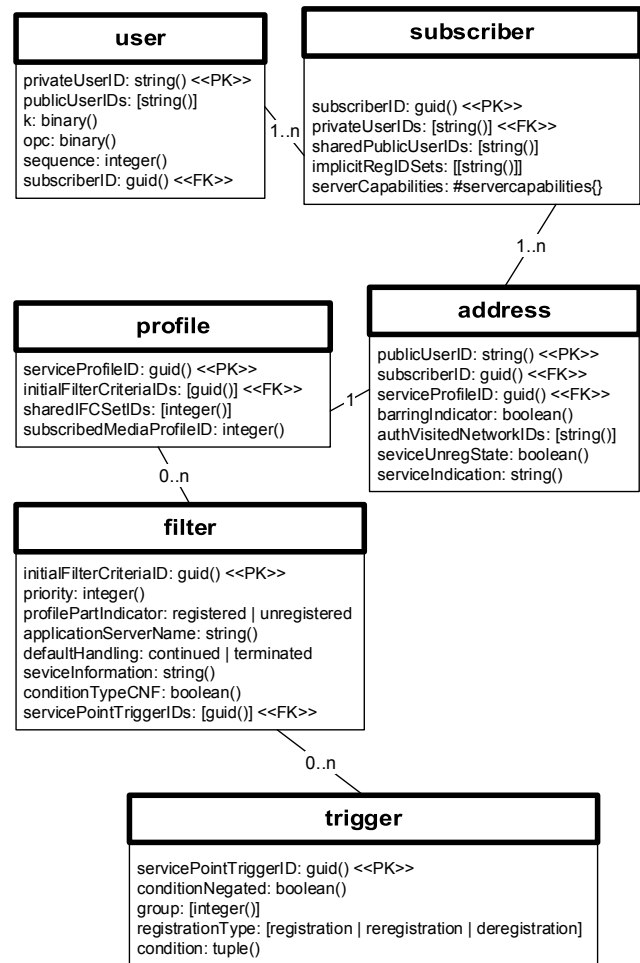 user
privateUserID: string() <<PK>>
publicUserIDs: [string()]
k: binary()
opc: binary()
sequence: integer()
subscriberID: guid() <<FK>>
1..n
subscriber
subscriberID: guid() <<PK>>
privateUserIDs: [string()] <<FK>>
sharedPublicUserIDs: [string()]
implicitRegIDSets: [[string()]]
serverCapabilities: #servercapabilities{}
1..n
address
publicUserID: string() <<PK>>
subscriberID: guid() <<FK>>
serviceProfileID: guid() <<FK>>
barringIndicator: boolean()
authVisitedNetworkIDs: [string()]
seviceUnregState: boolean()
serviceIndication: string()
1
profile
serviceProfileID: guid() <<PK>>
initialFilterCriteriaIDs: [guid()] <<FK>>
sharedIFCSetIDs: [integer()]
subscribedMediaProfileID: integer()
0..n
filter
initialFilterCriteriaID: guid() <<PK>>
priority: integer()
profilePartIndicator: registered | unregistered
applicationServerName: string()
defaultHandling: continued | terminated
seviceInformation: string()
conditionTypeCNF: boolean()
servicePointTriggerIDs: [guid()] <<FK>>
0..n
trigger
servicePointTriggerID: guid() <<PK>>
conditionNegated: boolean()
group: [integer()]
registrationType: [registration | reregistration | deregistration]
condition: tuple()